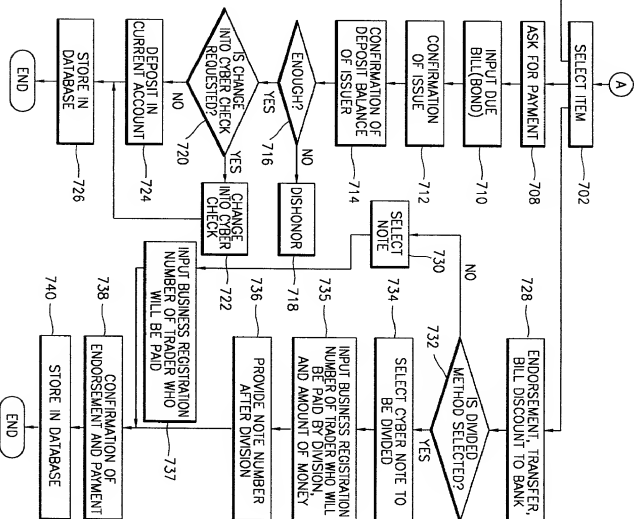 A
SELECT ITEM
702
ASK FOR PAYMENT
708
INPUT DUE
BILL(BOND)
710
CONFIRMATION
OF ISSUE
712
CONFIRMATION OF
DEPOSIT BALANCE
OF ISSUER
714
ENOUGH?
716
YES
NO
DISHONOR
718
IS CHANGE
INTO CYBER CHECK
REQUESTED?
720
YES
NO
CHANGE
INTO CYBER
CHECK
722
DEPOSIT IN
CURRENT ACCOUNT
724
STORE IN
DATABASE
726
END
728
ENDORSEMENT, TRANSFER,
BILL DISCOUNT TO BANK
IS DIVIDED
METHOD SELECTED?
732
NO
YES
SELECT
NOTE
730
734
SELECT CYBER NOTE TO
BE DIVIDED
735
INPUT BUSINESS REGISTRATION
NUMBER OF TRADER WHO WILL
BE PAID BY DIVISION,
AND AMOUNT OF MONEY
736
PROVIDE NOTE NUMBER
AFTER DIVISION
INPUT BUSINESS REGISTRATION
NUMBER OF TRADER WHO
WILL BE PAID
737
738
CONFIRMATION OF
ENDORSEMENT AND PAYMENT
740
STORE IN DATABASE
END